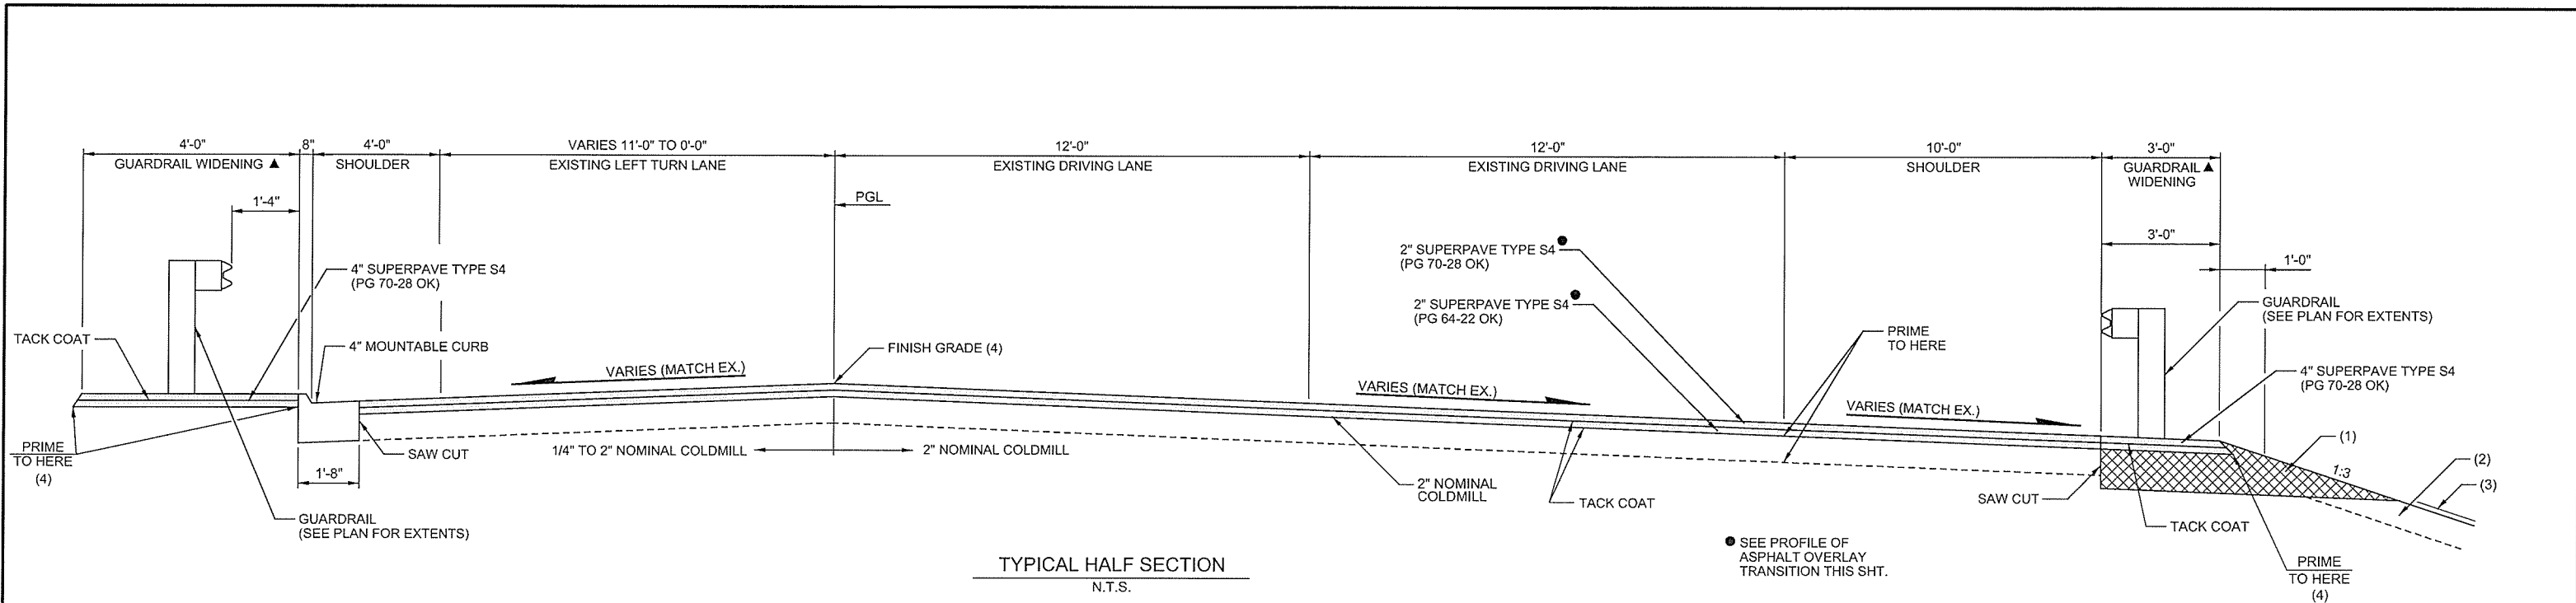 4'-0"
8"
4'-0"
VARIES 11'-0" TO 0'-0"
12'-0"
12'-0"
10'-0"
3'-0"
GUARDRAIL WIDENING ▲
SHOULDER
EXISTING LEFT TURN LANE
EXISTING DRIVING LANE
EXISTING DRIVING LANE
SHOULDER
GUARDRAIL ▲
WIDENING
1'-4"
PGL
3'-0"
1'-0"
2" SUPERPAVE TYPE S4 ●
(PG 70-28 OK)
4" SUPERPAVE TYPE S4
(PG 70-28 OK)
2" SUPERPAVE TYPE S4 ●
(PG 64-22 OK)
GUARDRAIL
(SEE PLAN FOR EXTENTS)
TACK COAT
4" MOUNTABLE CURB
FINISH GRADE (4)
PRIME
TO HERE
VARIES (MATCH EX.)
VARIES (MATCH EX.)
VARIES (MATCH EX.)
4" SUPERPAVE TYPE S4
(PG 70-28 OK)
PRIME
TO HERE
(4)
1'-8"
SAW CUT
1/4" TO 2" NOMINAL COLDMILL
2" NOMINAL COLDMILL
2" NOMINAL
COLDMILL
TACK COAT
SAW CUT
1:3
(1)
(2)
(3)
GUARDRAIL
(SEE PLAN FOR EXTENTS)
TACK COAT
PRIME
TO HERE
(4)
● SEE PROFILE OF
ASPHALT OVERLAY
TRANSITION THIS SHT.
TYPICAL HALF SECTION
N.T.S.